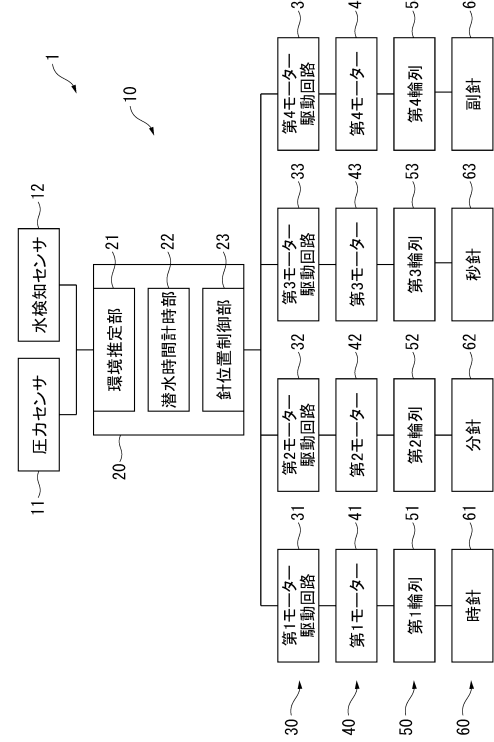 1
10
11
圧力センサ
水検知センサ
12
20
環境推定部
21
潜水時間計時部
22
針位置制御部
23
30
第1モーター
駆動回路
31
第2モーター
駆動回路
32
第3モーター
駆動回路
33
第4モーター
駆動回路
3
40
第1モーター
41
第2モーター
42
第3モーター
43
第4モーター
4
50
第1輪列
51
第2輪列
52
第3輪列
53
第4輪列
5
60
時針
61
分針
62
秒針
63
副針
6